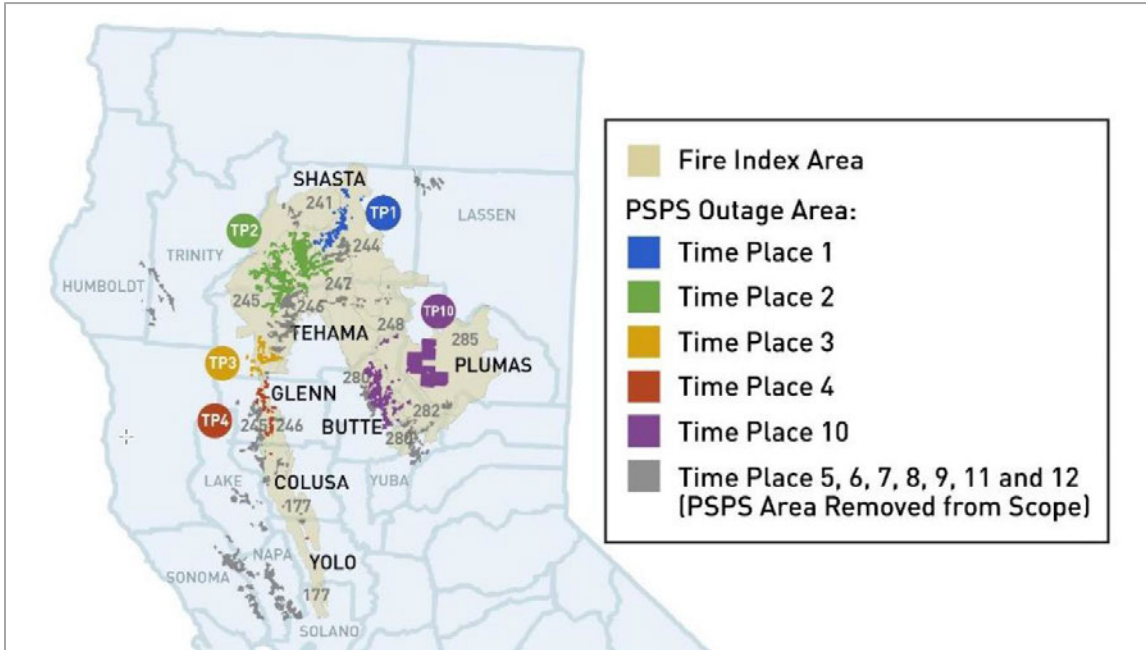 SHASTA
241
TP1
LASSEN
TP2
244
TRINITY
HUMBOLDT
247
245
246
TP10
TEHAMA
248
285
TP3
PLUMAS
280
GLENN
TP4
282
245
246
BUTTE
280
LAKE
COLUSA
YUBA
177
NAPA
YOLO
SONOMA
177
SOLANO
Fire Index Area
PSPS Outage Area:
Time Place 1
Time Place 2
Time Place 3
Time Place 4
Time Place 10
Time Place 5, 6, 7, 8, 9, 11 and 12
(PSPS Area Removed from Scope)